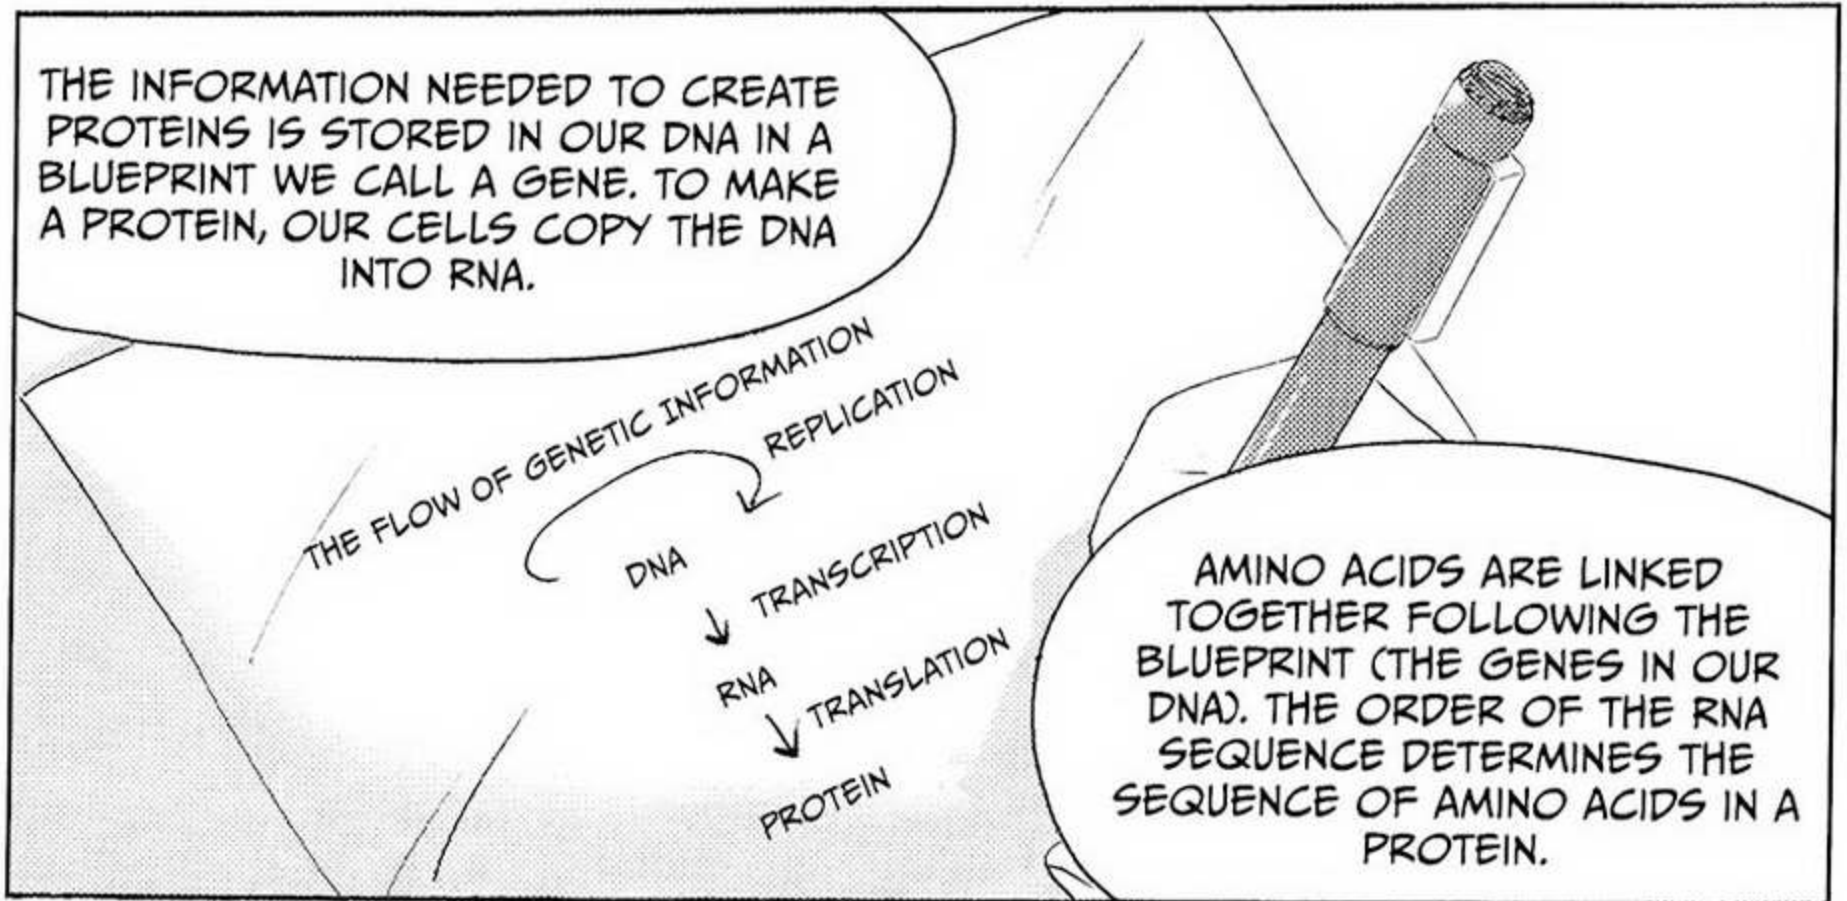 THE INFORMATION NEEDED TO CREATE
PROTEINS IS STORED IN OUR DNA IN A
BLUEPRINT WE CALL A GENE. TO MAKE
A PROTEIN, OUR CELLS COPY THE DNA
INTO RNA.
THE FLOW OF GENETIC INFORMATION
REPLICATION
DNA
TRANSCRIPTION
RNA
TRANSLATION
PROTEIN
AMINO ACIDS ARE LINKED
TOGETHER FOLLOWING THE
BLUEPRINT (THE GENES IN OUR
DNA). THE ORDER OF THE RNA
SEQUENCE DETERMINES THE
SEQUENCE OF AMINO ACIDS IN A
PROTEIN.